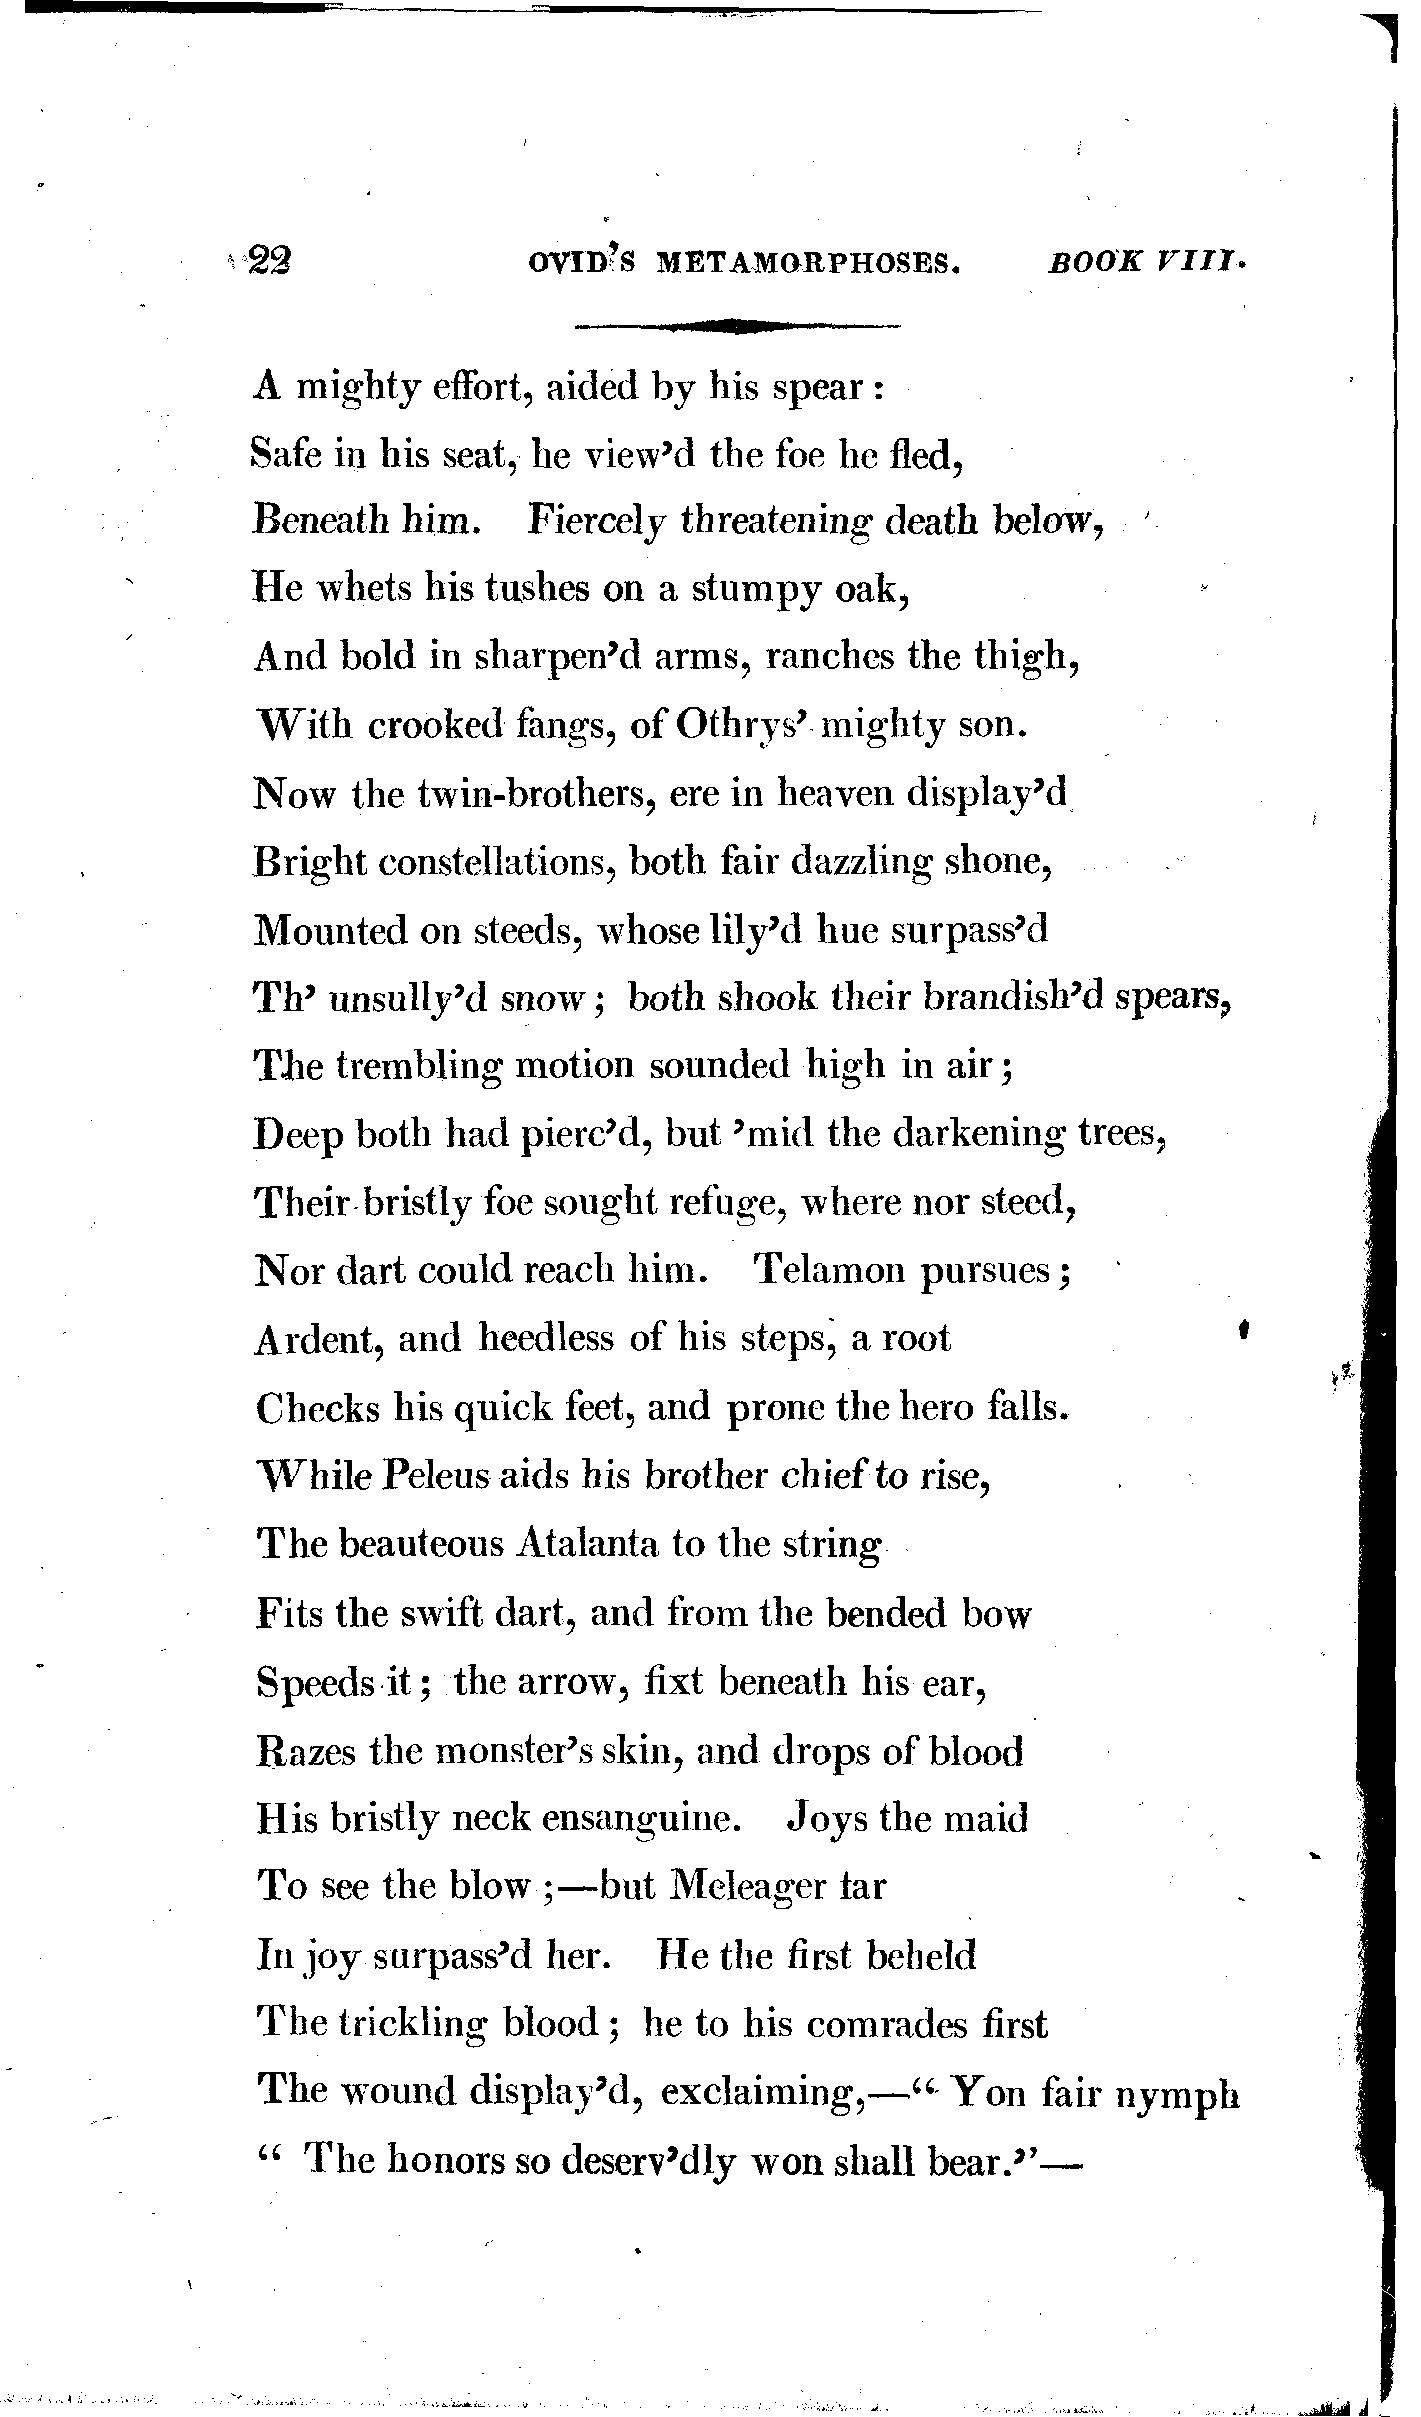 22 OVID'S METAMORPHOSES. BOOK VIII.
A mighty effort, aided by his spear :
Safe in his seat, he view'd the foe he fled,
Beneath him. Fiercely threatening death below,
He whets his tushes on a stumpy oak,
And bold in sharpen'd arms, ranches the thigh,
With crooked fangs, of Othrys' mighty son.
Now the twin-brothers, ere in heaven display'd
Bright constellations, both fair dazzling shone,
Mounted on steeds, whose lily'd hue surpass'd
Th' unsully'd snow ; both shook their brandish'd spears,
The trembling motion sounded high in air ;
Deep both had pierc'd, but 'mid the darkening trees,
Their bristly foe sought refuge, where nor steed,
Nor dart could reach him. Telamon pursues ;
Ardent, and heedless of his steps, a root
Checks his quick feet, and prone the hero falls.
While Peleus aids his brother chief to rise,
The beauteous Atalanta to the string
Fits the swift dart, and from the bended bow
Speeds it ; the arrow, fixt beneath his ear,
Razes the monster's skin, and drops of blood
His bristly neck ensanguine. Joys the maid
To see the blow ;—but Meleager far
In joy surpass'd her. He the first beheld
The trickling blood ; he to his comrades first
The wound display'd, exclaiming,—“ Yon fair nymph
“ The honors so deserv'dly won shall bear.”—